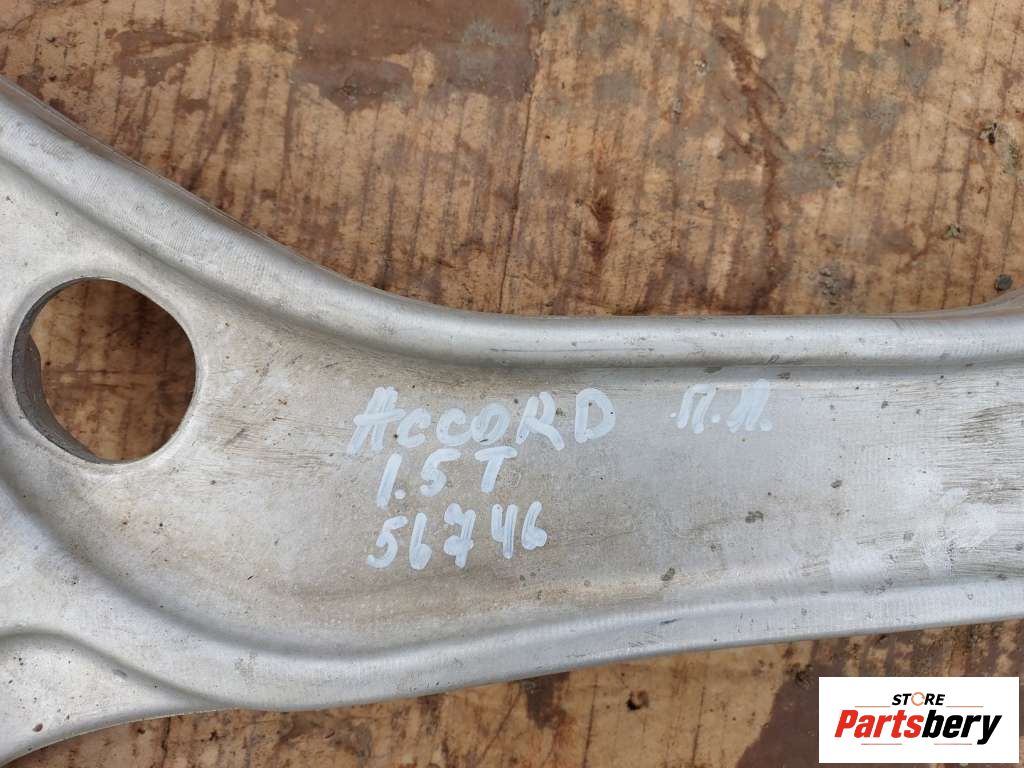 ACCORD П.Л.
1.5T
56746
STORE
Partsbery